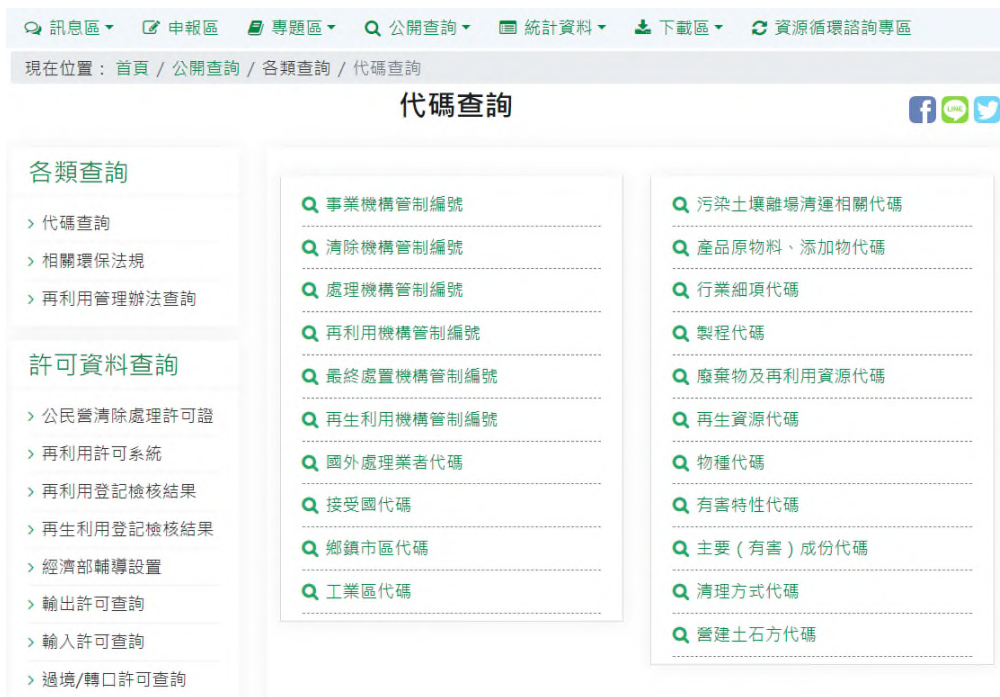 訊息區 申報區 專題區 公開查詢 統計資料 下載區 資源循環諮詢專區
現在位置： 首頁 / 公開查詢 / 各類查詢 / 代碼查詢
代碼查詢
LINE
各類查詢
代碼查詢
相關環保法規
再利用管理辦法查詢
許可資料查詢
公民營清除處理許可證
再利用許可系統
再利用登記檢核結果
再生利用登記檢核結果
經濟部輔導設置
輸出許可查詢
輸入許可查詢
過境/轉口許可查詢
事業機構管制編號
清除機構管制編號
處理機構管制編號
再利用機構管制編號
最終處置機構管制編號
再生利用機構管制編號
國外處理業者代碼
接受國代碼
鄉鎮市區代碼
工業區代碼
污染土壤離場清運相關代碼
產品原物料、添加物代碼
行業細項代碼
製程代碼
廢棄物及再利用資源代碼
再生資源代碼
物種代碼
有害特性代碼
主要（有害）成份代碼
清理方式代碼
營建土石方代碼